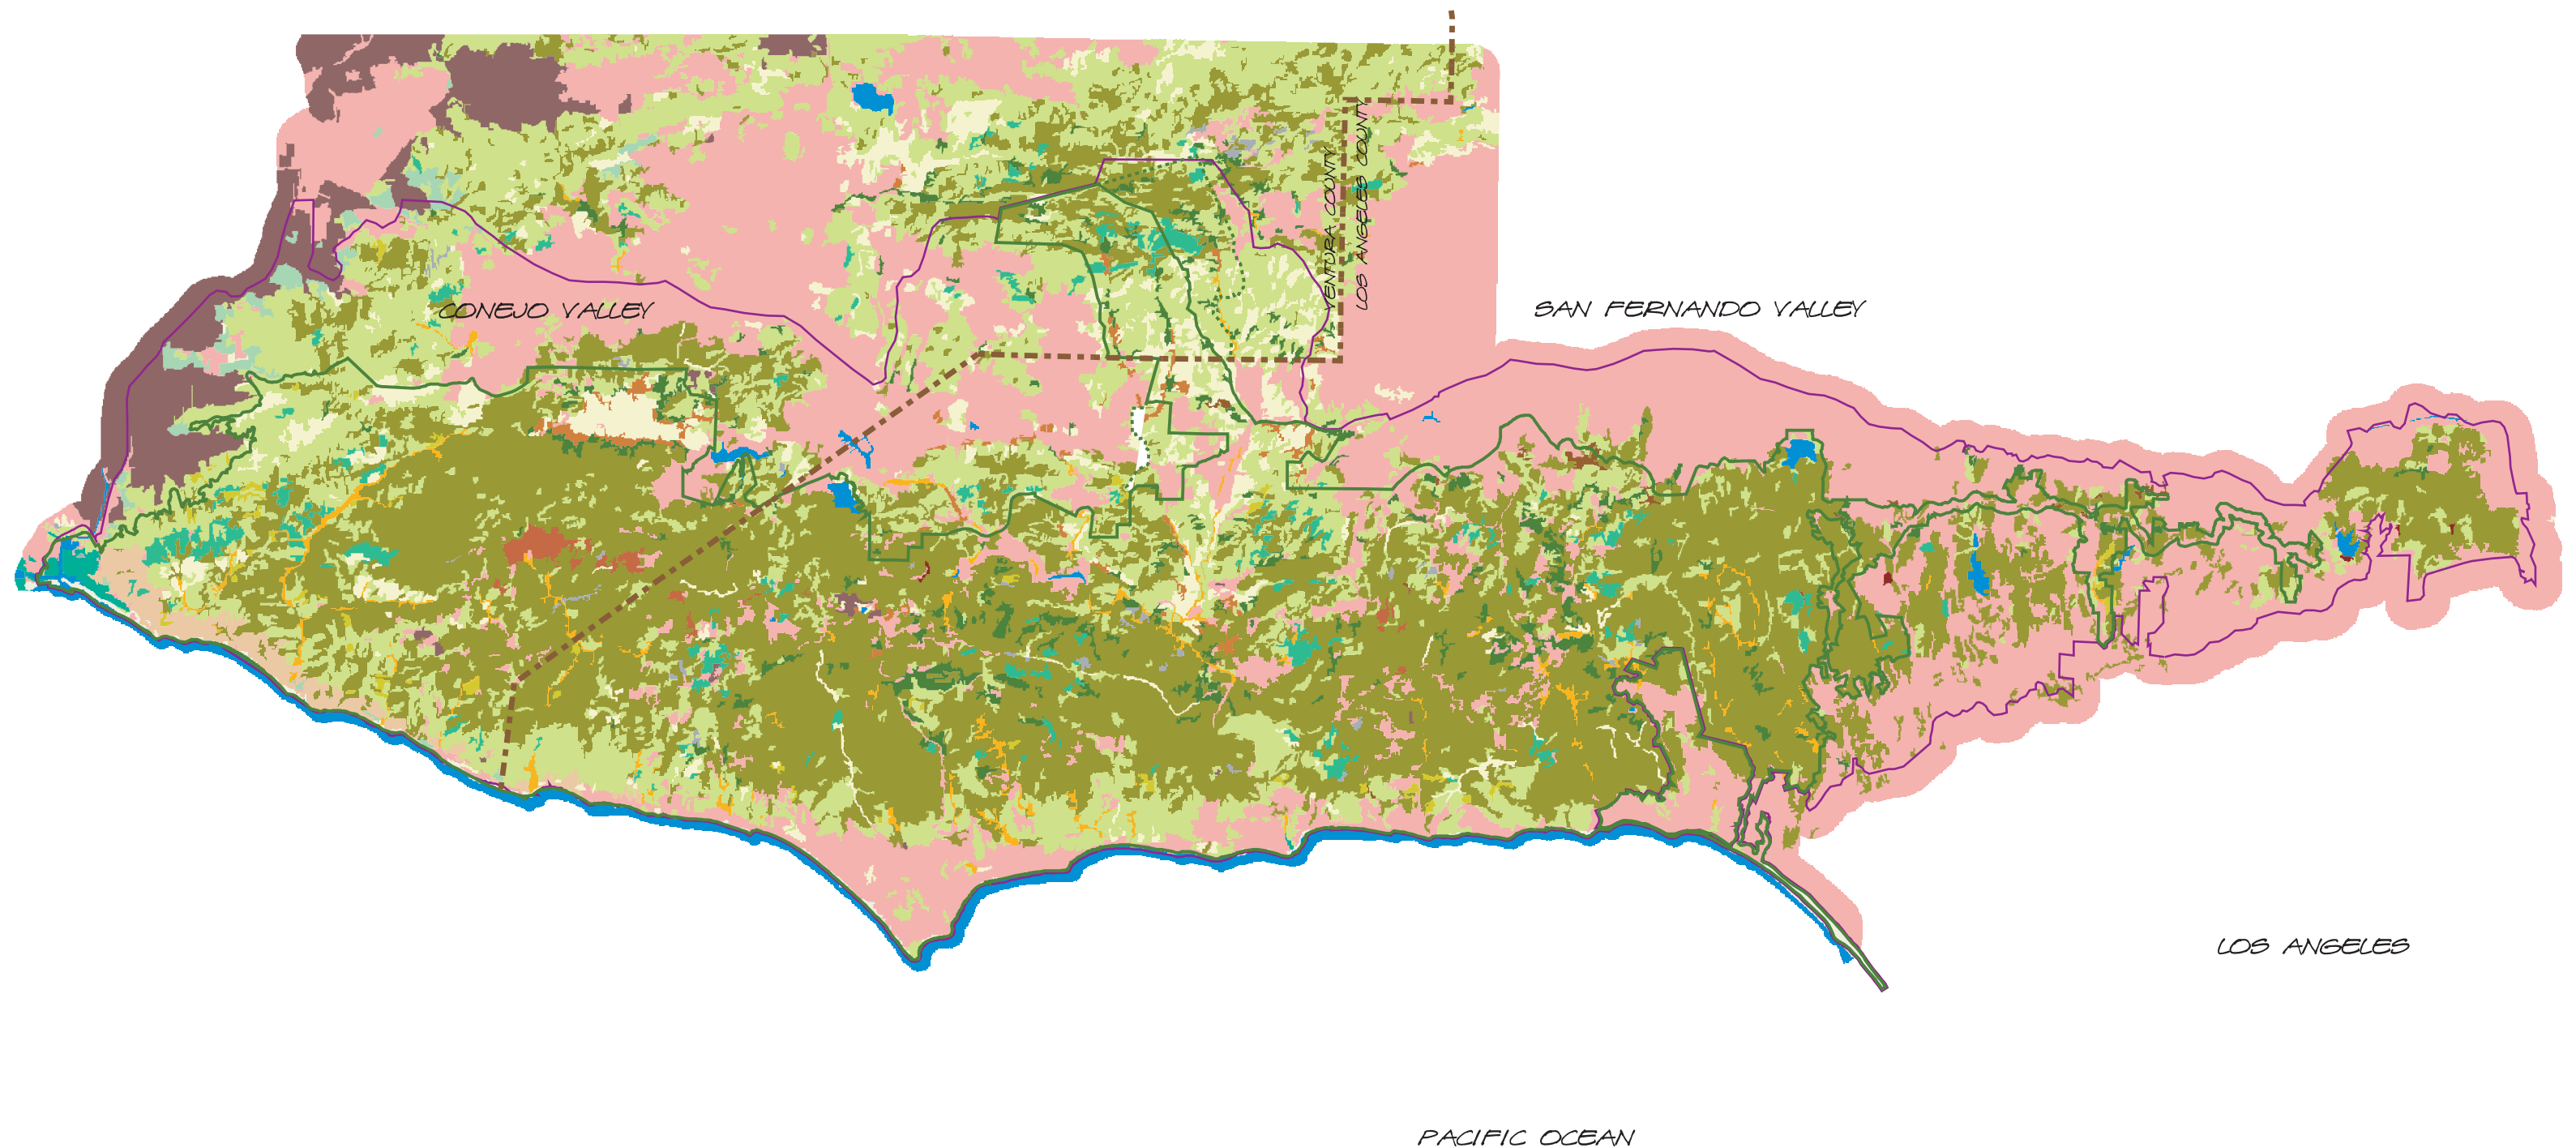 VENTURA COUNTY
LOS ANGELES COUNTY
CONEJO VALLEY
SAN FERNANDO VALLEY
LOS ANGELES
PACIFIC OCEAN